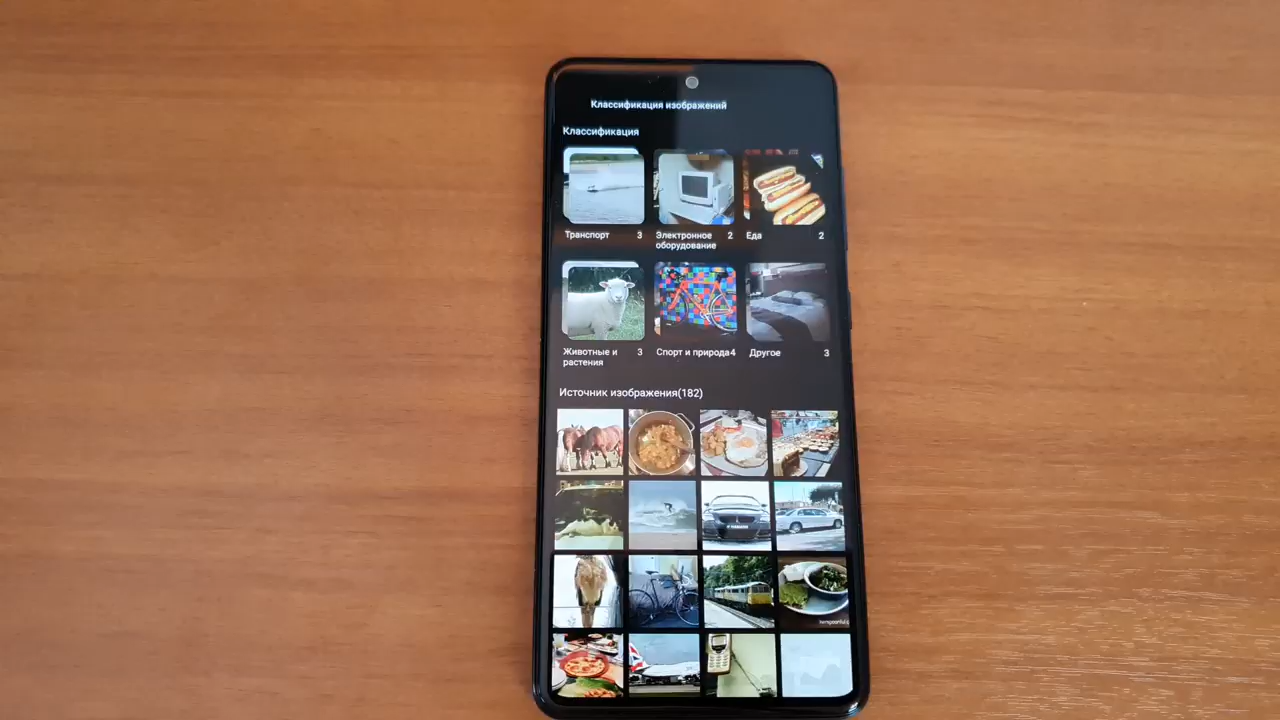 Классификация изображений
Классификация
Транспорт 3
Электронное оборудование 2
Еда 2
Животные и растения 3
Спорт и природа 4
Другое 3
Источник изображения(182)